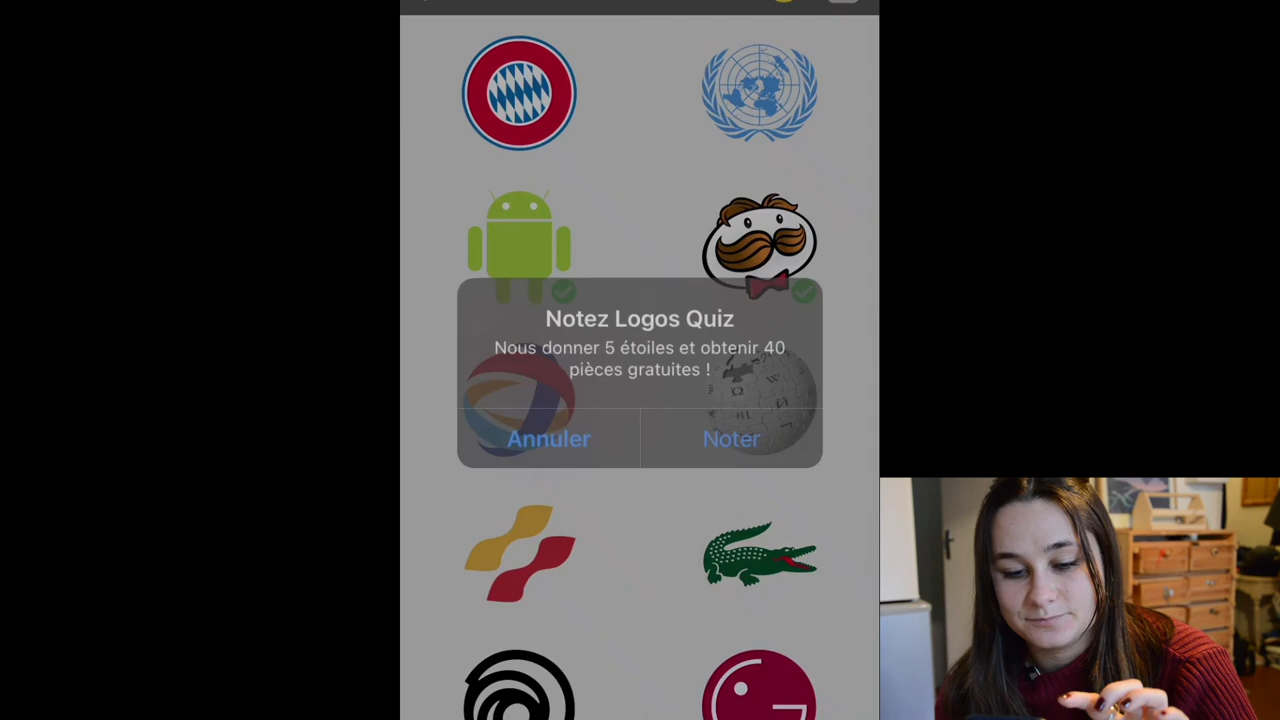 Notez Logos Quiz
Nous donner 5 étoiles et obtenir 40
pièces gratuites !
Annuler
Noter